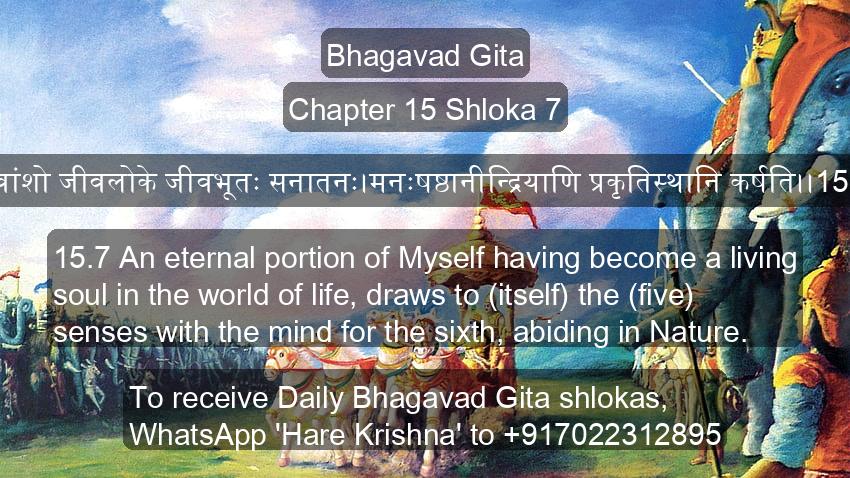 Bhagavad Gita
Chapter 15 Shloka 7
जीवलोके जीवभूतः सनातनः।मनःषष्ठानीन्द्रियाणि प्रकृतिस्थानि कर्षति।।15
15.7 An eternal portion of Myself having become a living
soul in the world of life, draws to (itself) the (five)
senses with the mind for the sixth, abiding in Nature.
To receive Daily Bhagavad Gita shlokas,
WhatsApp 'Hare Krishna' to +917022312895